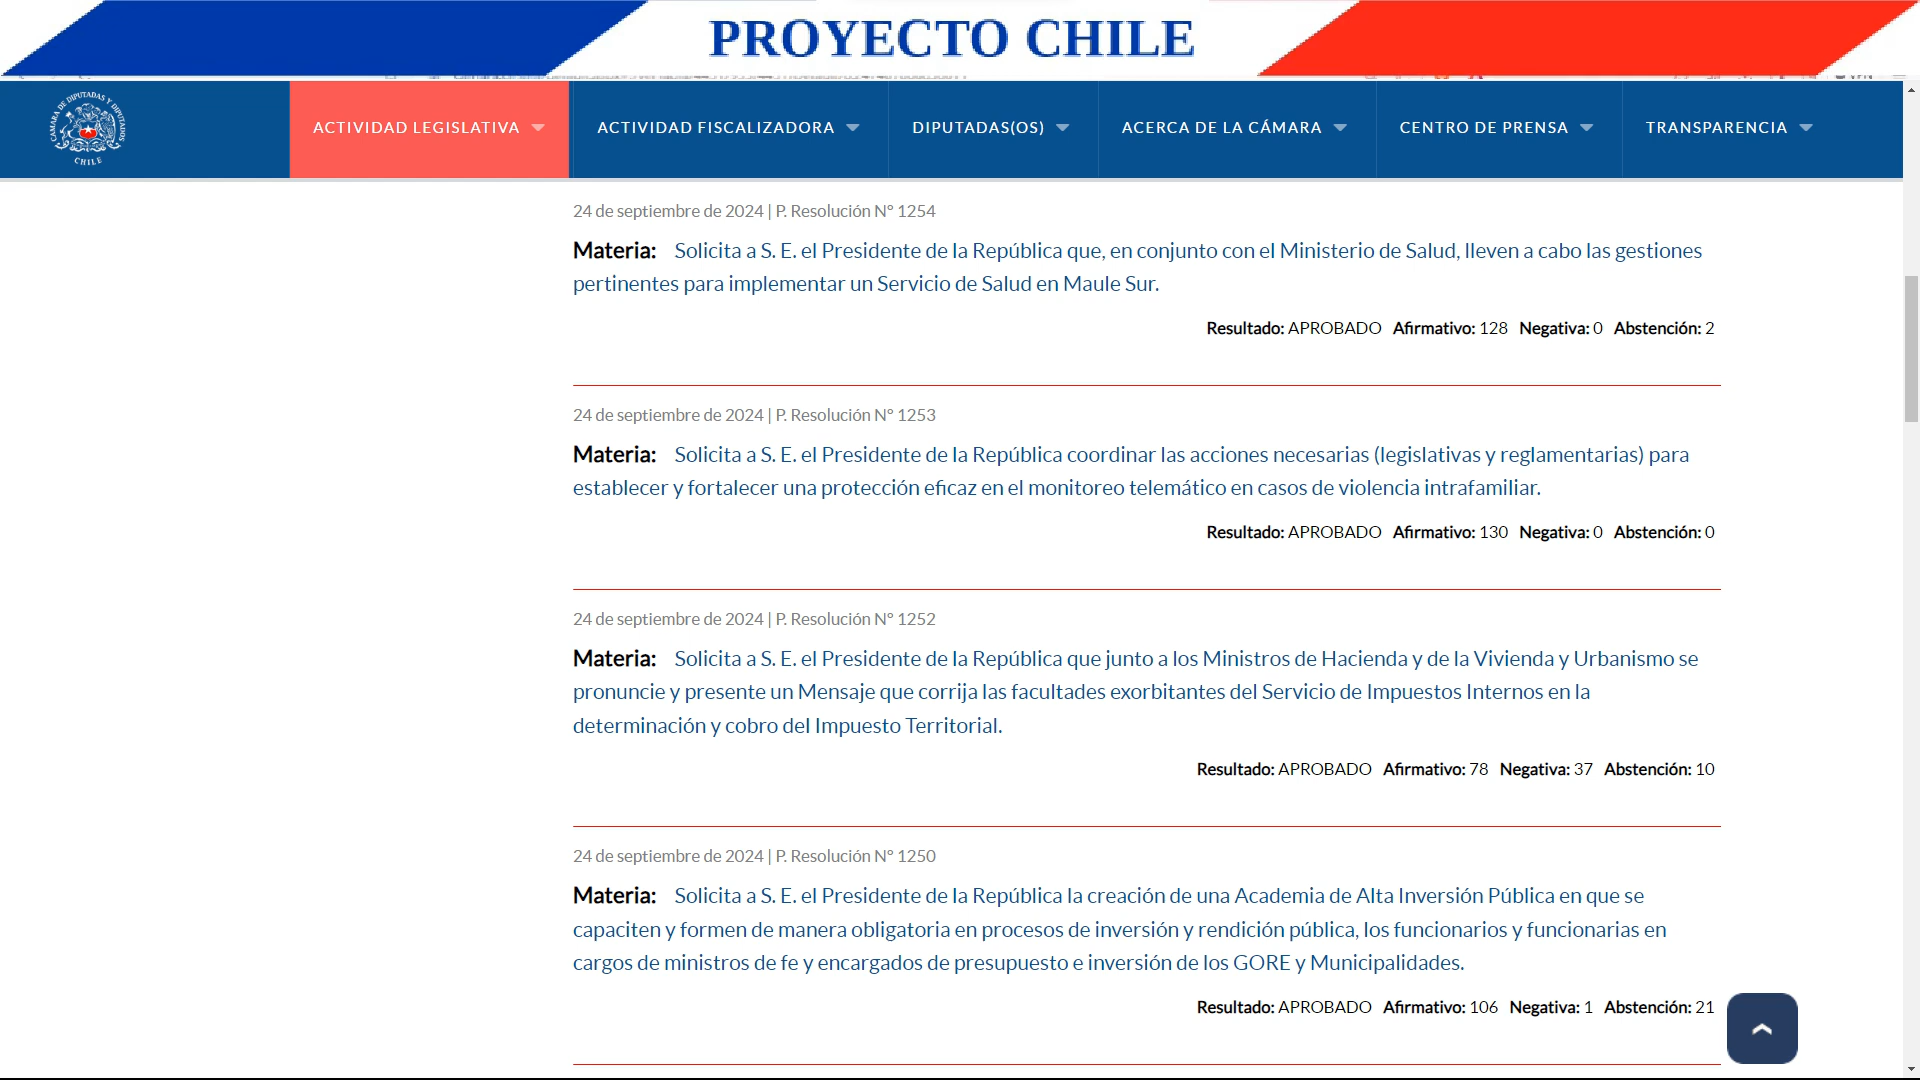 PROYECTO CHILE
CÁMARA DE DIPUTADAS Y DIPUTADOS
CHILE
ACTIVIDAD LEGISLATIVA
ACTIVIDAD FISCALIZADORA
DIPUTADAS(OS)
ACERCA DE LA CÁMARA
CENTRO DE PRENSA
TRANSPARENCIA
24 de septiembre de 2024 | P. Resolución N° 1254
Materia: Solicita a S. E. el Presidente de la República que, en conjunto con el Ministerio de Salud, lleven a cabo las gestiones
pertinentes para implementar un Servicio de Salud en Maule Sur.
Resultado: APROBADO Afirmativo: 128 Negativa: 0 Abstención: 2
24 de septiembre de 2024 | P. Resolución N° 1253
Materia: Solicita a S. E. el Presidente de la República coordinar las acciones necesarias (legislativas y reglamentarias) para
establecer y fortalecer una protección eficaz en el monitoreo telemático en casos de violencia intrafamiliar.
Resultado: APROBADO Afirmativo: 130 Negativa: 0 Abstención: 0
24 de septiembre de 2024 | P. Resolución N° 1252
Materia: Solicita a S. E. el Presidente de la República que junto a los Ministros de Hacienda y de la Vivienda y Urbanismo se
pronuncie y presente un Mensaje que corrija las facultades exorbitantes del Servicio de Impuestos Internos en la
determinación y cobro del Impuesto Territorial.
Resultado: APROBADO Afirmativo: 78 Negativa: 37 Abstención: 10
24 de septiembre de 2024 | P. Resolución N° 1250
Materia: Solicita a S. E. el Presidente de la República la creación de una Academia de Alta Inversión Pública en que se
capaciten y formen de manera obligatoria en procesos de inversión y rendición pública, los funcionarios y funcionarias en
cargos de ministros de fe y encargados de presupuesto e inversión de los GORE y Municipalidades.
Resultado: APROBADO Afirmativo: 106 Negativa: 1 Abstención: 21